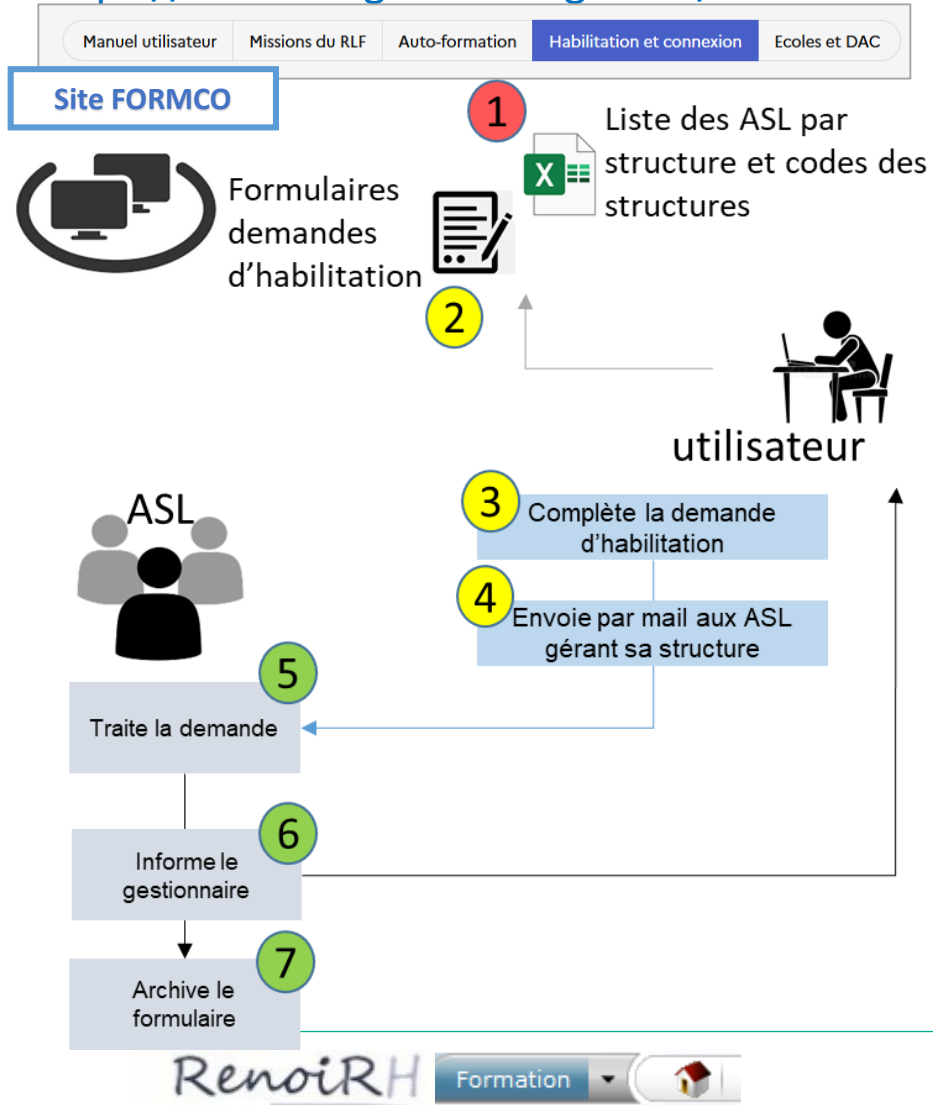 Manuel utilisateur
Missions du RLF
Auto-formation
Habilitation et connexion
Ecoles et DAC
Site FORMCO
1
Liste des ASL par
structure et codes des
structures
X
Formulaires
demandes
d'habilitation
2
utilisateur
ASL
3
Complète la demande
d'habilitation
4
Envoie par mail aux ASL
gérant sa structure
5
Traite la demande
6
Informe le
gestionnaire
7
Archive le
formulaire
RenoiRH
Formation